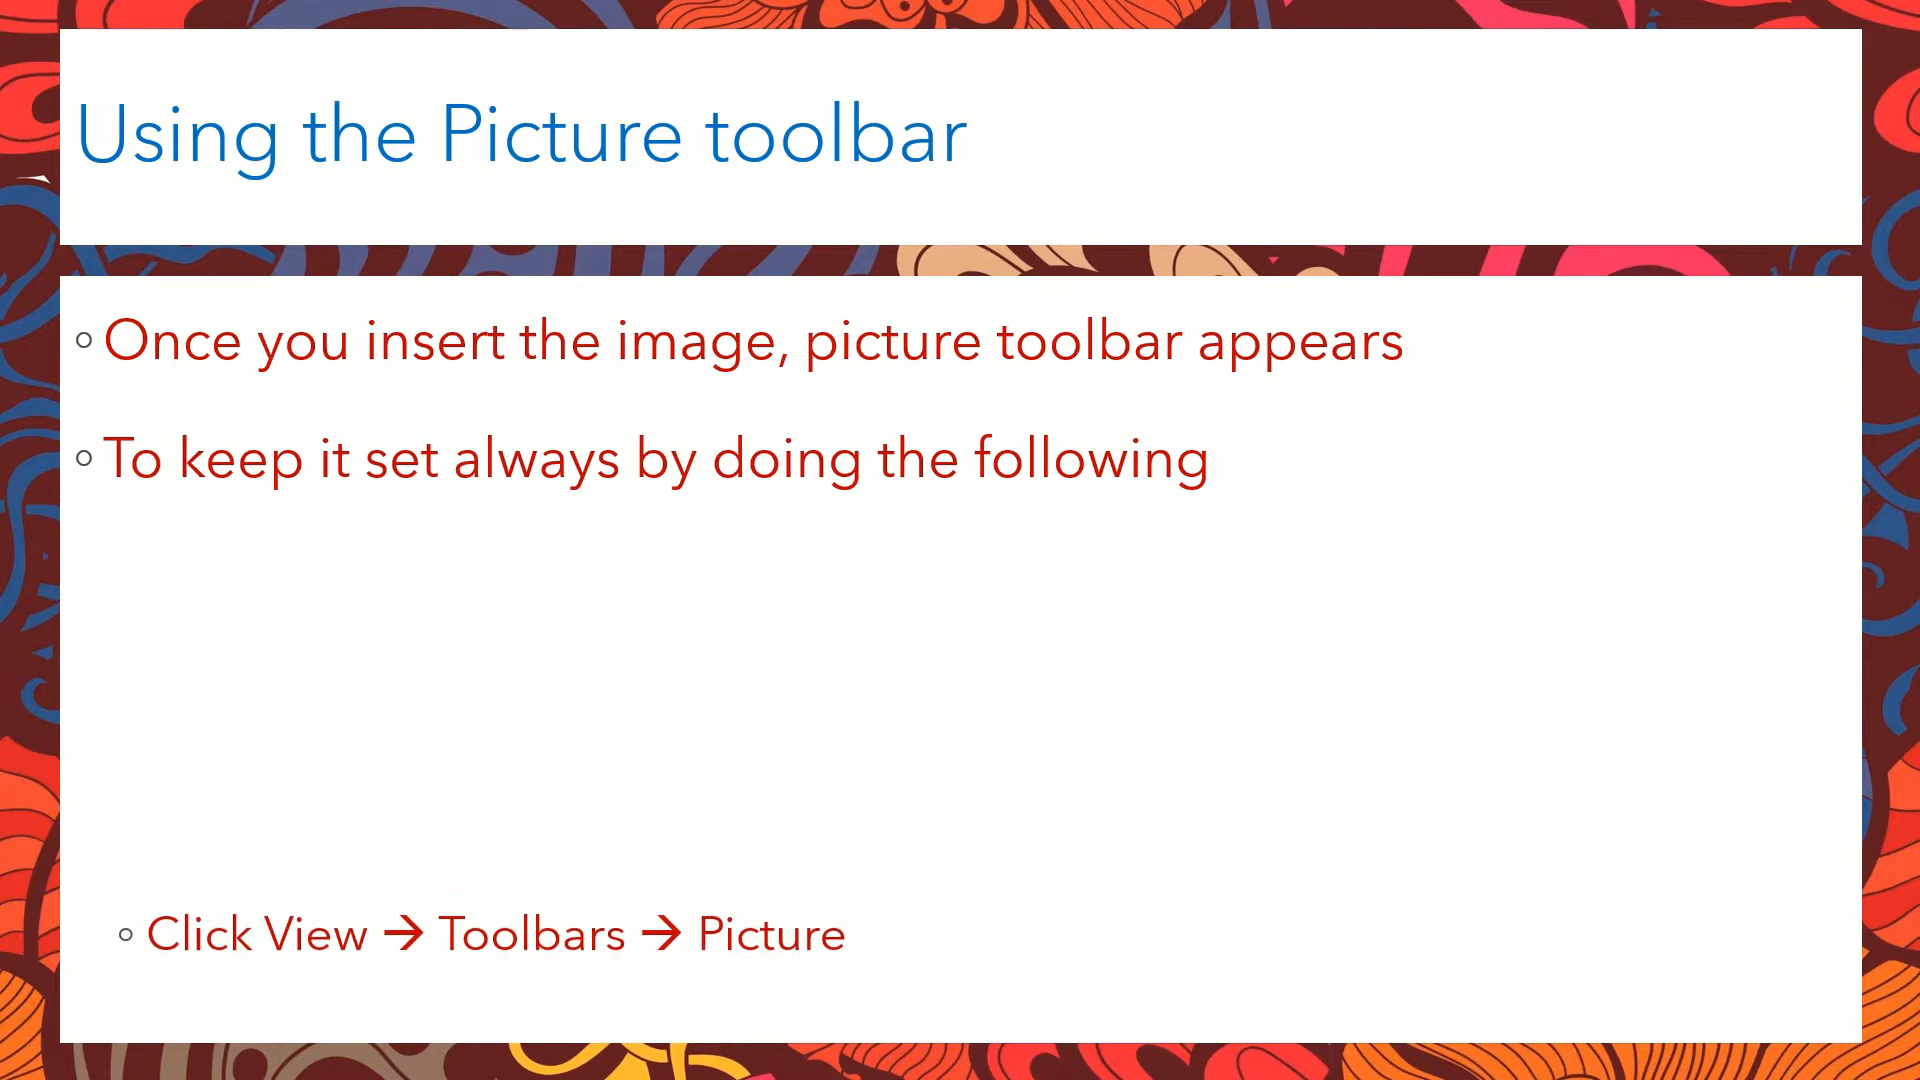 Using the Picture toolbar
Once you insert the image, picture toolbar appears
To keep it set always by doing the following
Click View → Toolbars → Picture